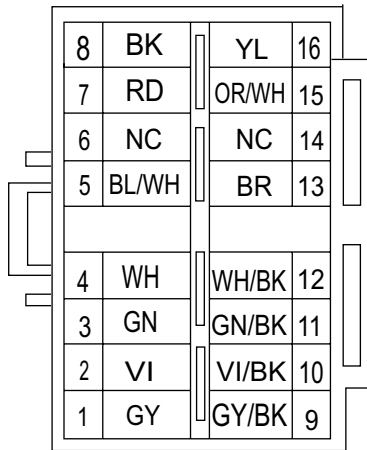 8 BK YL 16
7 RD OR/WH 15
6 NC NC 14
5 BL/WH BR 13
4 WH WH/BK 12
3 GN GN/BK 11
2 VI VI/BK 10
1 GY GY/BK 9